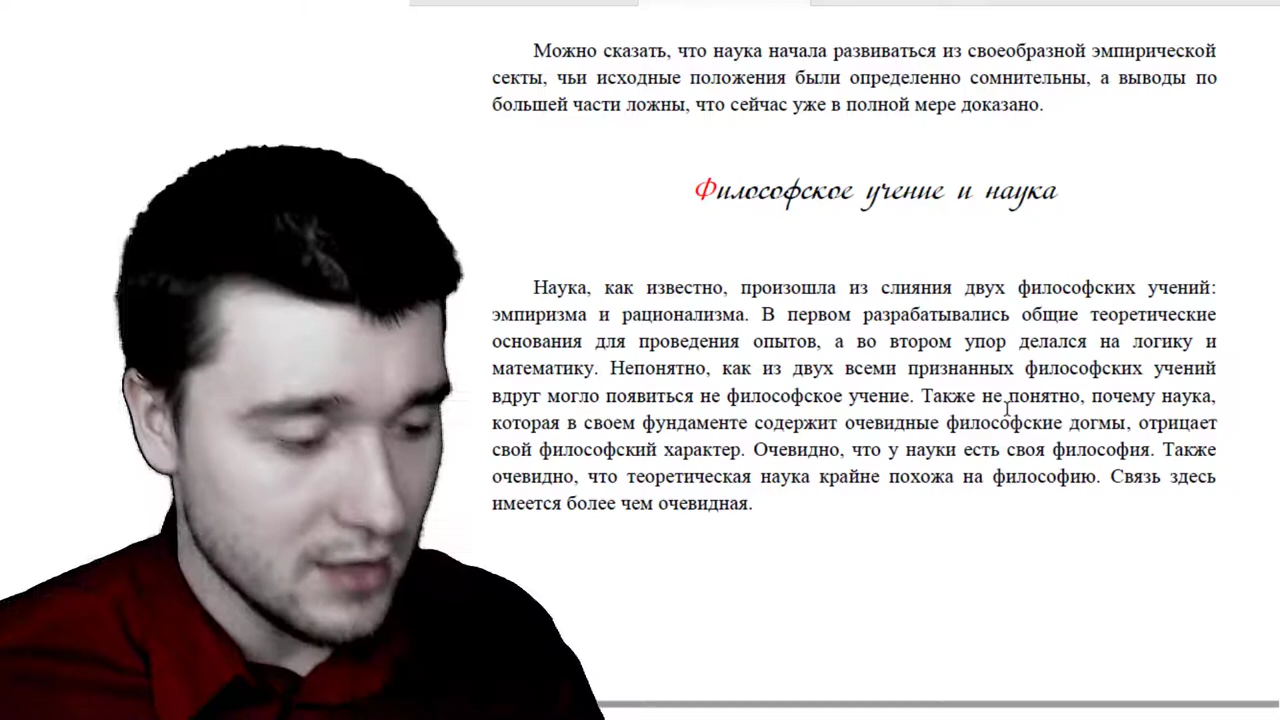 Можно сказать, что наука начала развиваться из своеобразной эмпирической
секты, чьи исходные положения были определенно сомнительны, а выводы по
большей части ложны, что сейчас уже в полной мере доказано.
Философское учение и наука
Наука, как известно, произошла из слияния двух философских учений:
эмпиризма и рационализма. В первом разрабатывались общие теоретические
основания для проведения опытов, а во втором упор делался на логику и
математику. Непонятно, как из двух всеми признанных философских учений
вдруг могло появиться не философское учение. Также не понятно, почему наука,
которая в своем фундаменте содержит очевидные философские догмы, отрицает
свой философский характер. Очевидно, что у науки есть своя философия. Также
очевидно, что теоретическая наука крайне похожа на философию. Связь здесь
имеется более чем очевидная.